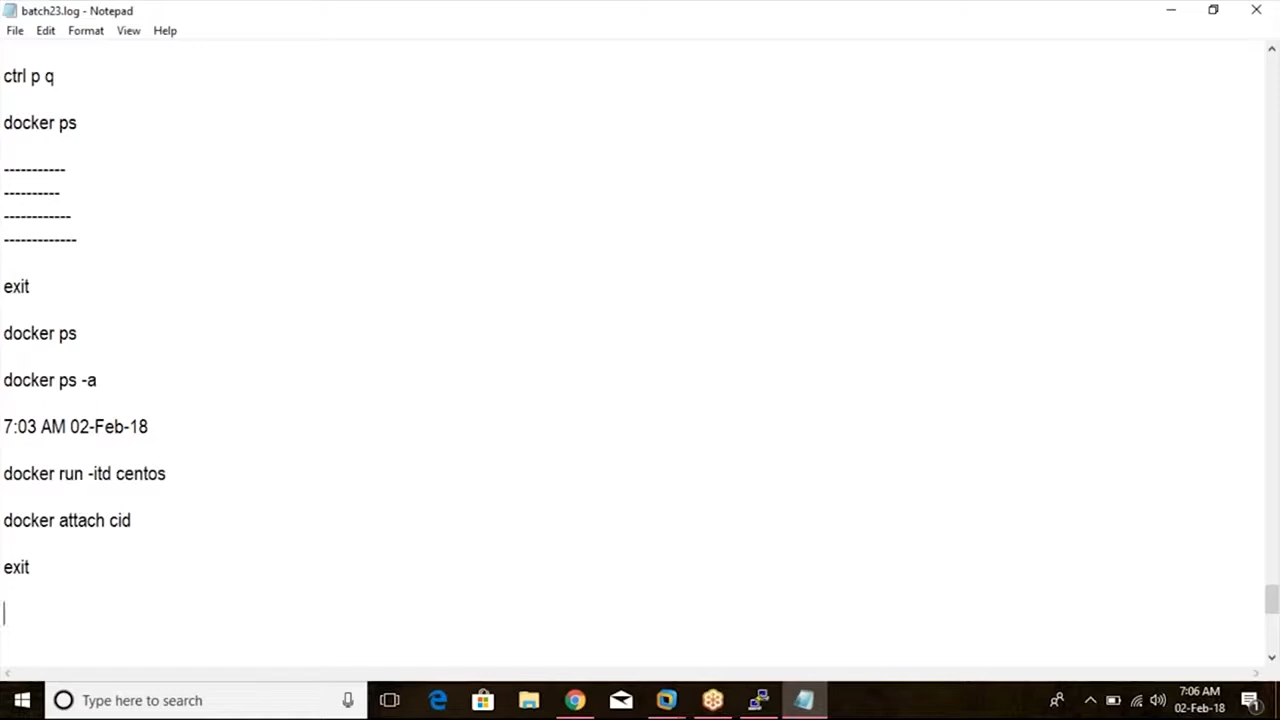 batch23.log - Notepad
File Edit Format View Help
ctrl p q
docker ps
-----------
----------
------------
-------------
exit
docker ps
docker ps -a
7:03 AM 02-Feb-18
docker run -itd centos
docker attach cid
exit
Type here to search
7:06 AM
02-Feb-18
1